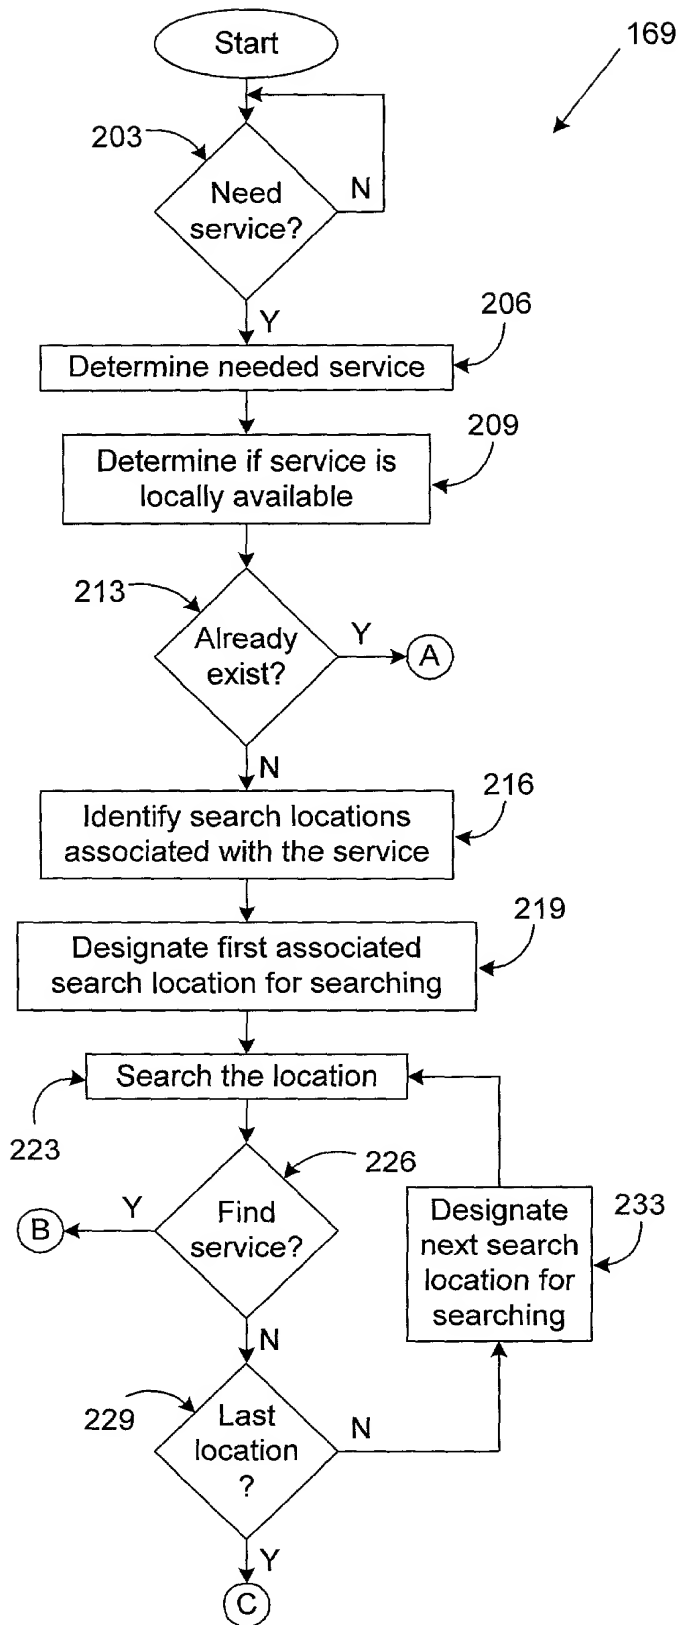 Start
169
203
Need
service?
N
Y
206
Determine needed service
209
Determine if service is
locally available
213
Already
exist?
Y
A
N
216
Identify search locations
associated with the service
219
Designate first associated
search location for searching
Search the location
223
226
Find
service?
Y
B
N
Designate
next search
location for
searching
233
229
Last
location
?
N
Y
C